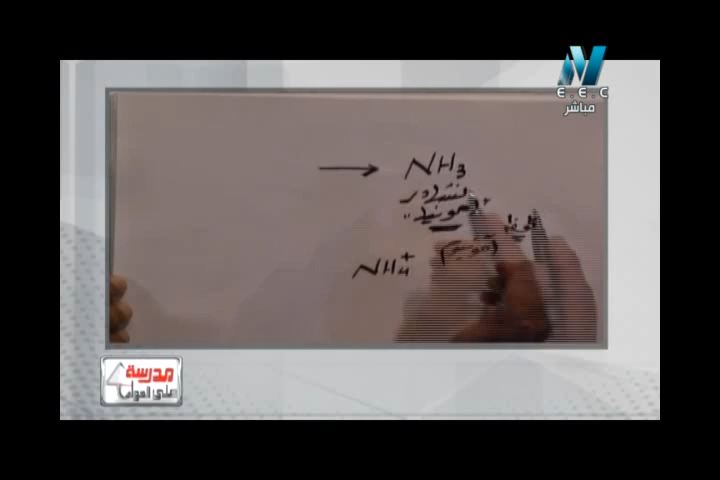 E.E.C
مباشر
→ NH₃
نشادر
"أمونيا"
NH₄⁺
مدرسة
على الهواء